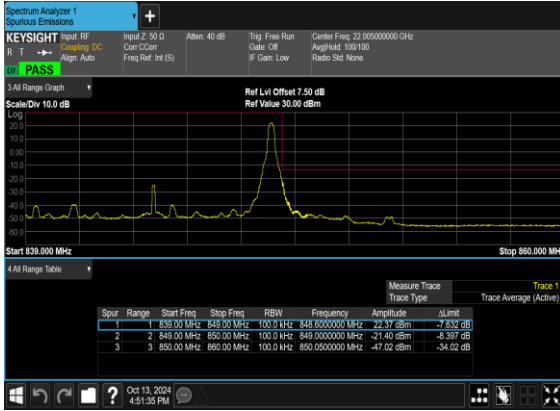 Spectrum Analyzer 1
Spurious Emissions
+
KEYSIGHT Input: RF Input Z: 50 Ω Atten: 40 dB Trig: Free Run Center Freq: 22.005000000 GHz
R T Coupling: DC Corr CCorr Gate: Off Avg|Hold: 100/100
Align: Auto Freq Ref: Int (S) IF Gain: Low Radio Std: None
PASS
3 All Range Graph
Ref Lvl Offset 7.50 dB
Scale/Div 10.0 dB Ref Value 30.00 dBm
Log
20.0
10.0
0.00
-10.0
-20.0
-30.0
-40.0
-50.0
-60.0
Start 839.000 MHz Stop 860.000 MH
4 All Range Table
Measure Trace Trace 1
Trace Type Trace Average (Active)
Spur Range Start Freq Stop Freq RBW Frequency Amplitude ΔLimit
1 1 839.00 MHz 849.00 MHz 100.0 kHz 848.6000000 MHz 22.37 dBm -7.632 dB
2 2 849.00 MHz 850.00 MHz 100.0 kHz 849.0000000 MHz -21.40 dBm -8.397 dB
3 3 850.00 MHz 860.00 MHz 100.0 kHz 850.0500000 MHz -47.02 dBm -34.02 dB
? Oct 13, 2024
4:51:35 PM